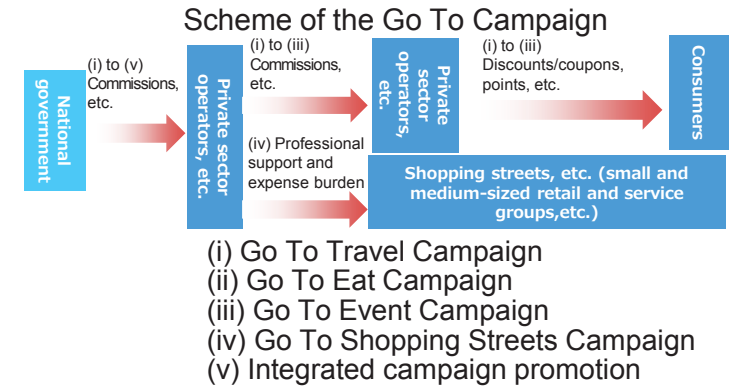 Scheme of the Go To Campaign
(i) to (v)
Commissions,
etc.
National
government
Private sector
operators, etc.
(i) to (iii)
Commissions,
etc.
(iv) Professional
support and
expense burden
Private
sector
operators,
etc.
(i) to (iii)
Discounts/coupons,
points, etc.
Consumers
Shopping streets, etc. (small and
medium-sized retail and service
groups,etc.)
(i) Go To Travel Campaign
(ii) Go To Eat Campaign
(iii) Go To Event Campaign
(iv) Go To Shopping Streets Campaign
(v) Integrated campaign promotion